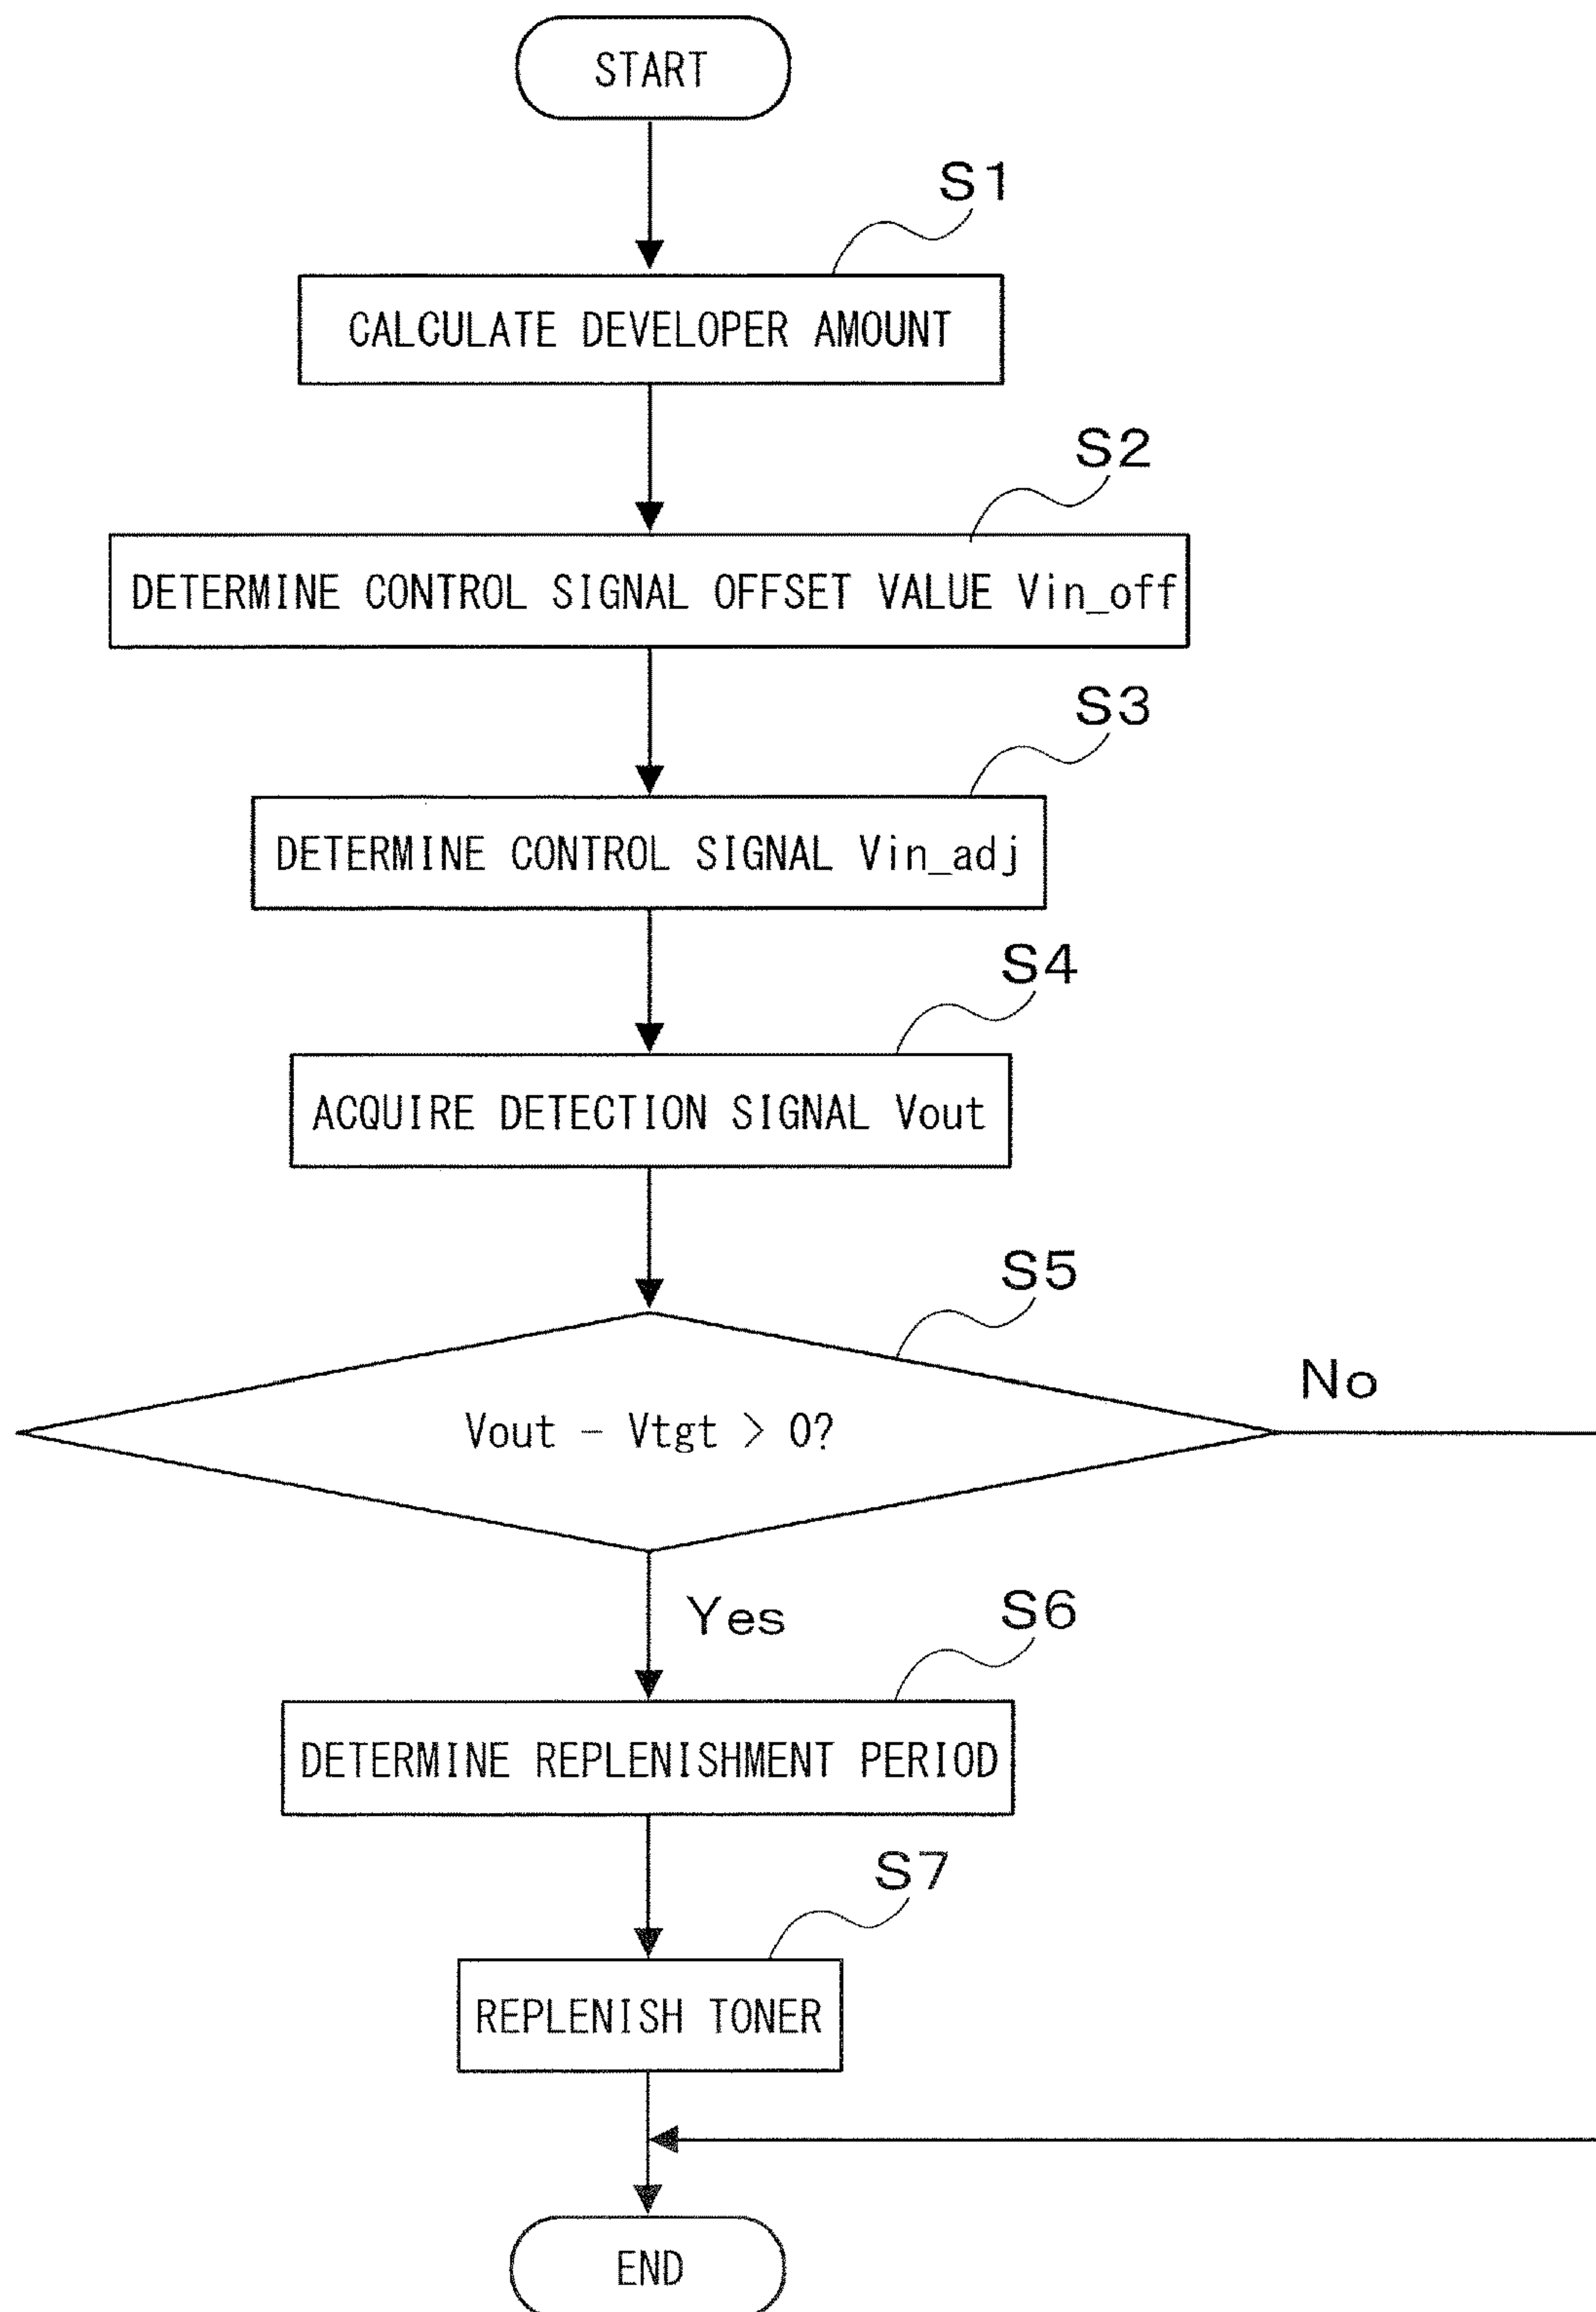 START
S1
CALCULATE DEVELOPER AMOUNT
S2
DETERMINE CONTROL SIGNAL OFFSET VALUE Vin_off
S3
DETERMINE CONTROL SIGNAL Vin_adj
S4
ACQUIRE DETECTION SIGNAL Vout
S5
No
Vout - Vtgt > 0?
Yes
S6
DETERMINE REPLENISHMENT PERIOD
S7
REPLENISH TONER
END